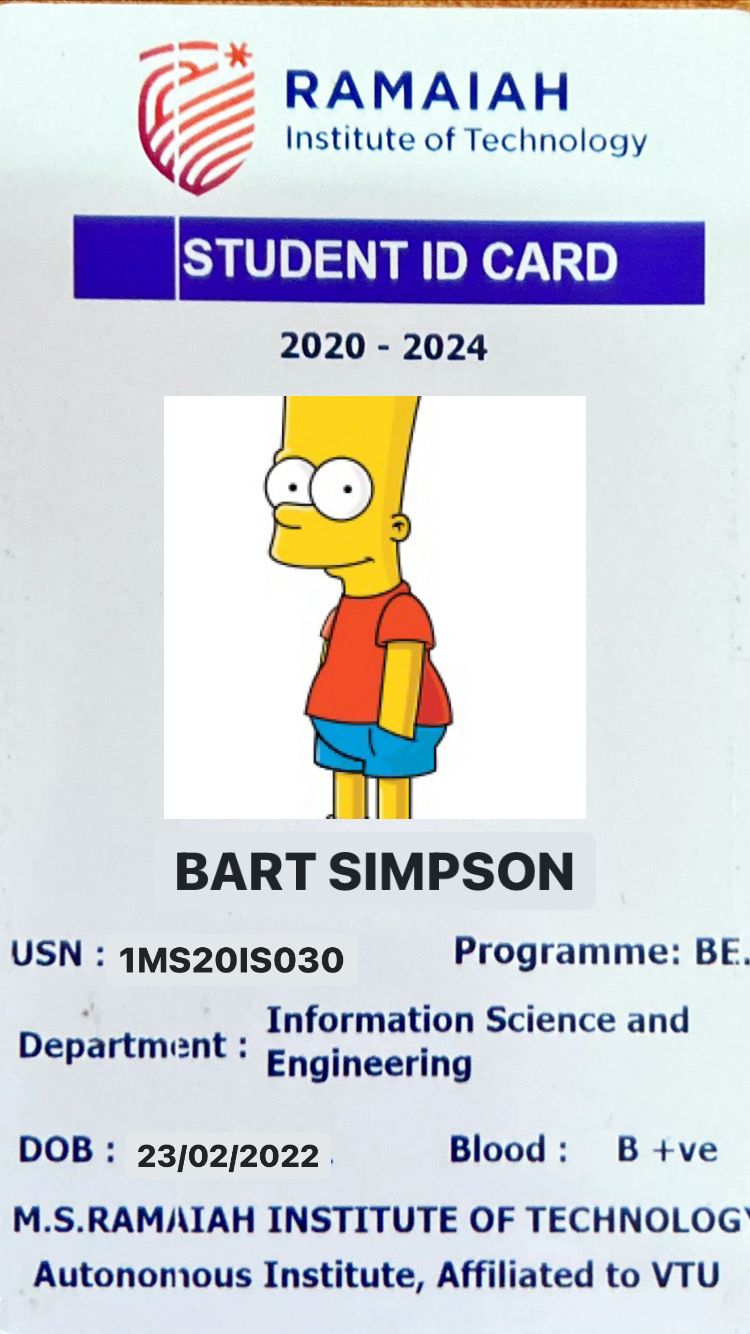 RAMAIAH
Institute of Technology
STUDENT ID CARD
2020 - 2024
BART SIMPSON
USN : 1MS20IS030 Programme: BE.
Department : Information Science and
Engineering
DOB : 23/02/2022 . Blood : B +ve
M.S.RAMAIAH INSTITUTE OF TECHNOLOGY
Autonomous Institute, Affiliated to VTU